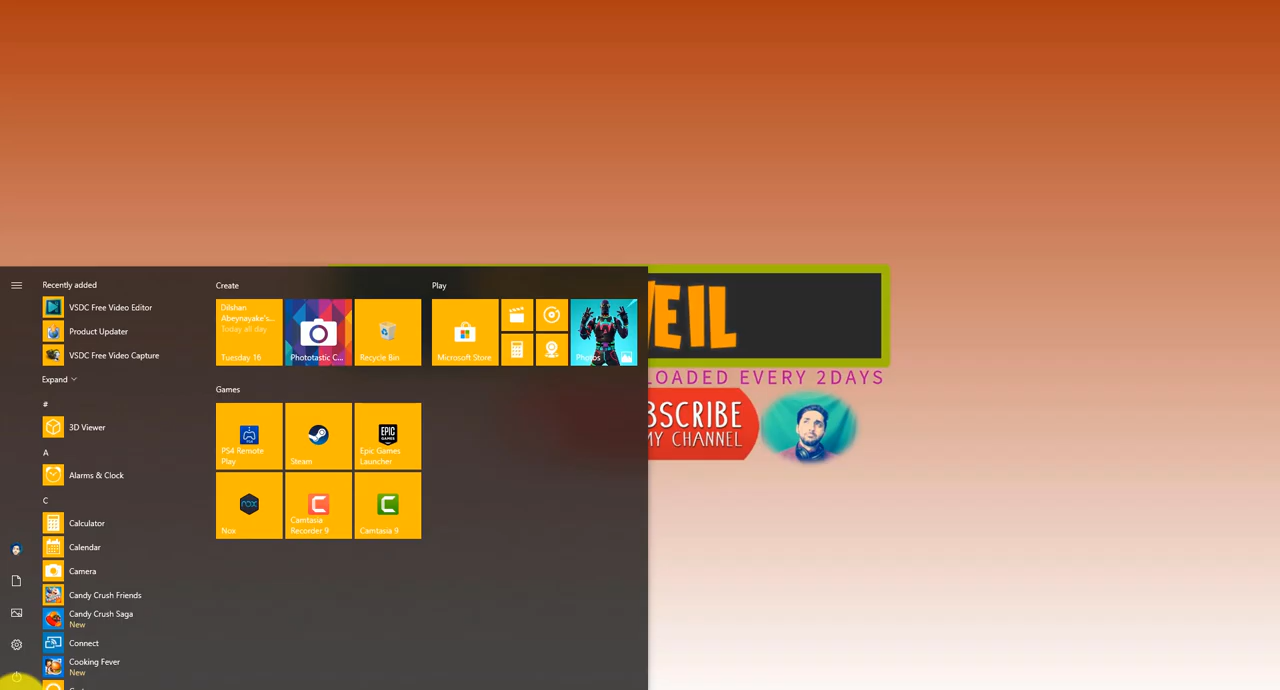 Recently added
VSDC Free Video Editor
Product Updater
VSDC Free Video Capture
Expand
#
3D Viewer
A
Alarms & Clock
C
Calculator
Calendar
Camera
Candy Crush Friends
Candy Crush Saga
New
Connect
Cooking Fever
New
Create
Dilshan
Abeynayake's...
Today all day
Tuesday 16
Phototastic C...
Recycle Bin
Games
PS4 Remote
Play
Steam
EPIC
GAMES
Epic Games
Launcher
nox
Nox
Camtasia
Recorder 9
Camtasia 9
Play
Microsoft Store
Photos
EIL
LOADED EVERY 2DAYS
BSCRIBE
MY CHANNEL